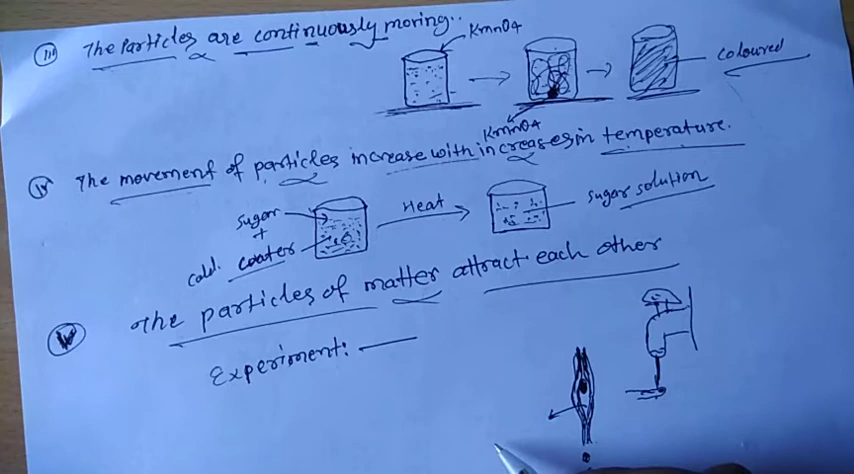 (iii) The Particles are continuously moving..
KmnO4
coloured
KmnO4
(iv) The movement of particles increase with increases in temperature.
sugar
+
cold water
Heat
sugar solution
(v) The particles of matter attract each other
Experiment: —